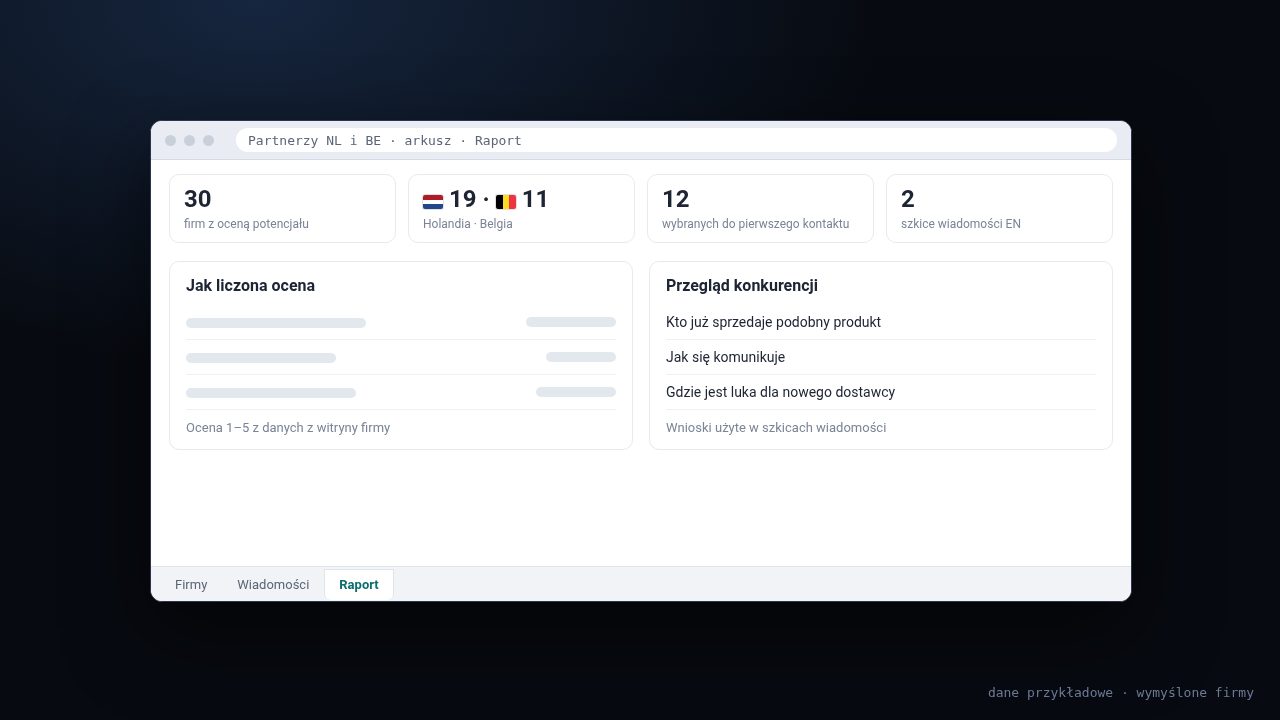 Partnerzy NL i BE · arkusz · Raport
30
firm z oceną potencjału
19 · 11
Holandia · Belgia
12
wybranych do pierwszego kontaktu
2
szkice wiadomości EN
Jak liczona ocena
Ocena 1–5 z danych z witryny firmy
Przegląd konkurencji
Kto już sprzedaje podobny produkt
Jak się komunikuje
Gdzie jest luka dla nowego dostawcy
Wnioski użyte w szkicach wiadomości
Firmy
Wiadomości
Raport
dane przykładowe · wymyślone firmy